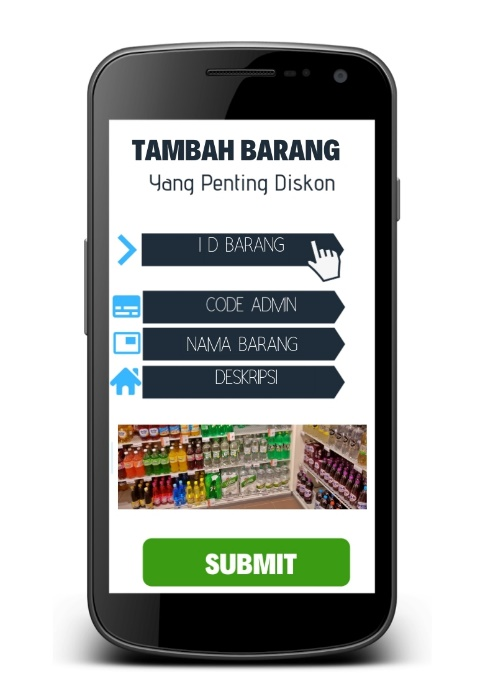 TAMBAH BARANG
Yang Penting Diskon
I D BARANG
CODE ADMIN
NAMA BARANG
DESKRIPSI
SUBMIT